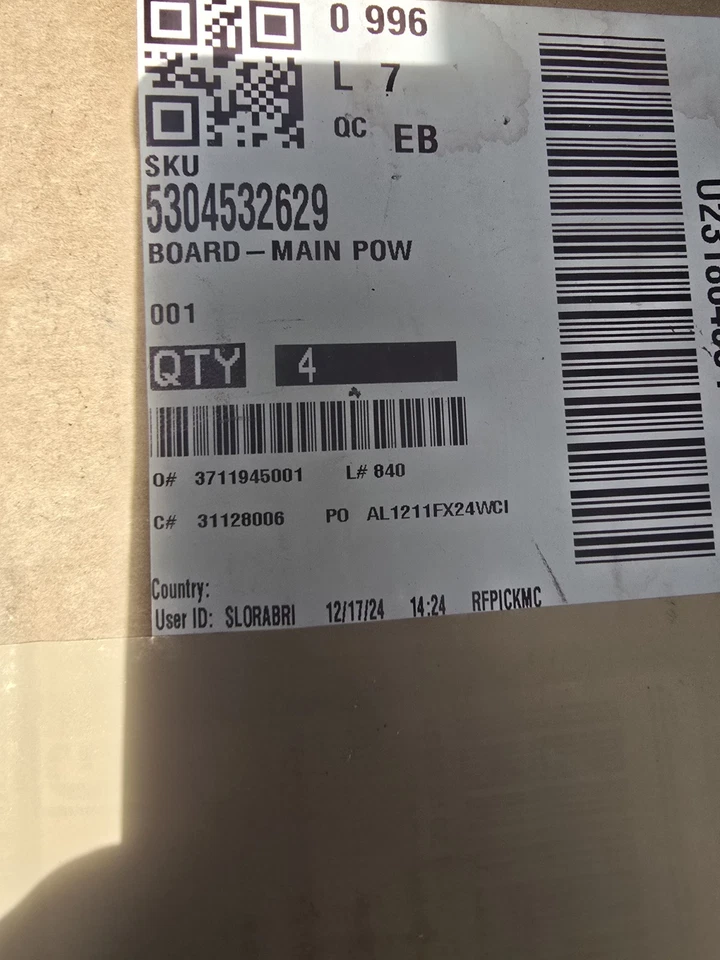 0 996
L 7
QC EB
SKU
5304532629
BOARD-MAIN POW
001
QTY 4
O# 3711945001 L# 840
C# 31128006 PO AL1211FX24WCI
Country:
User ID: SLORABRI 12/17/24 14:24 RFPICKMC